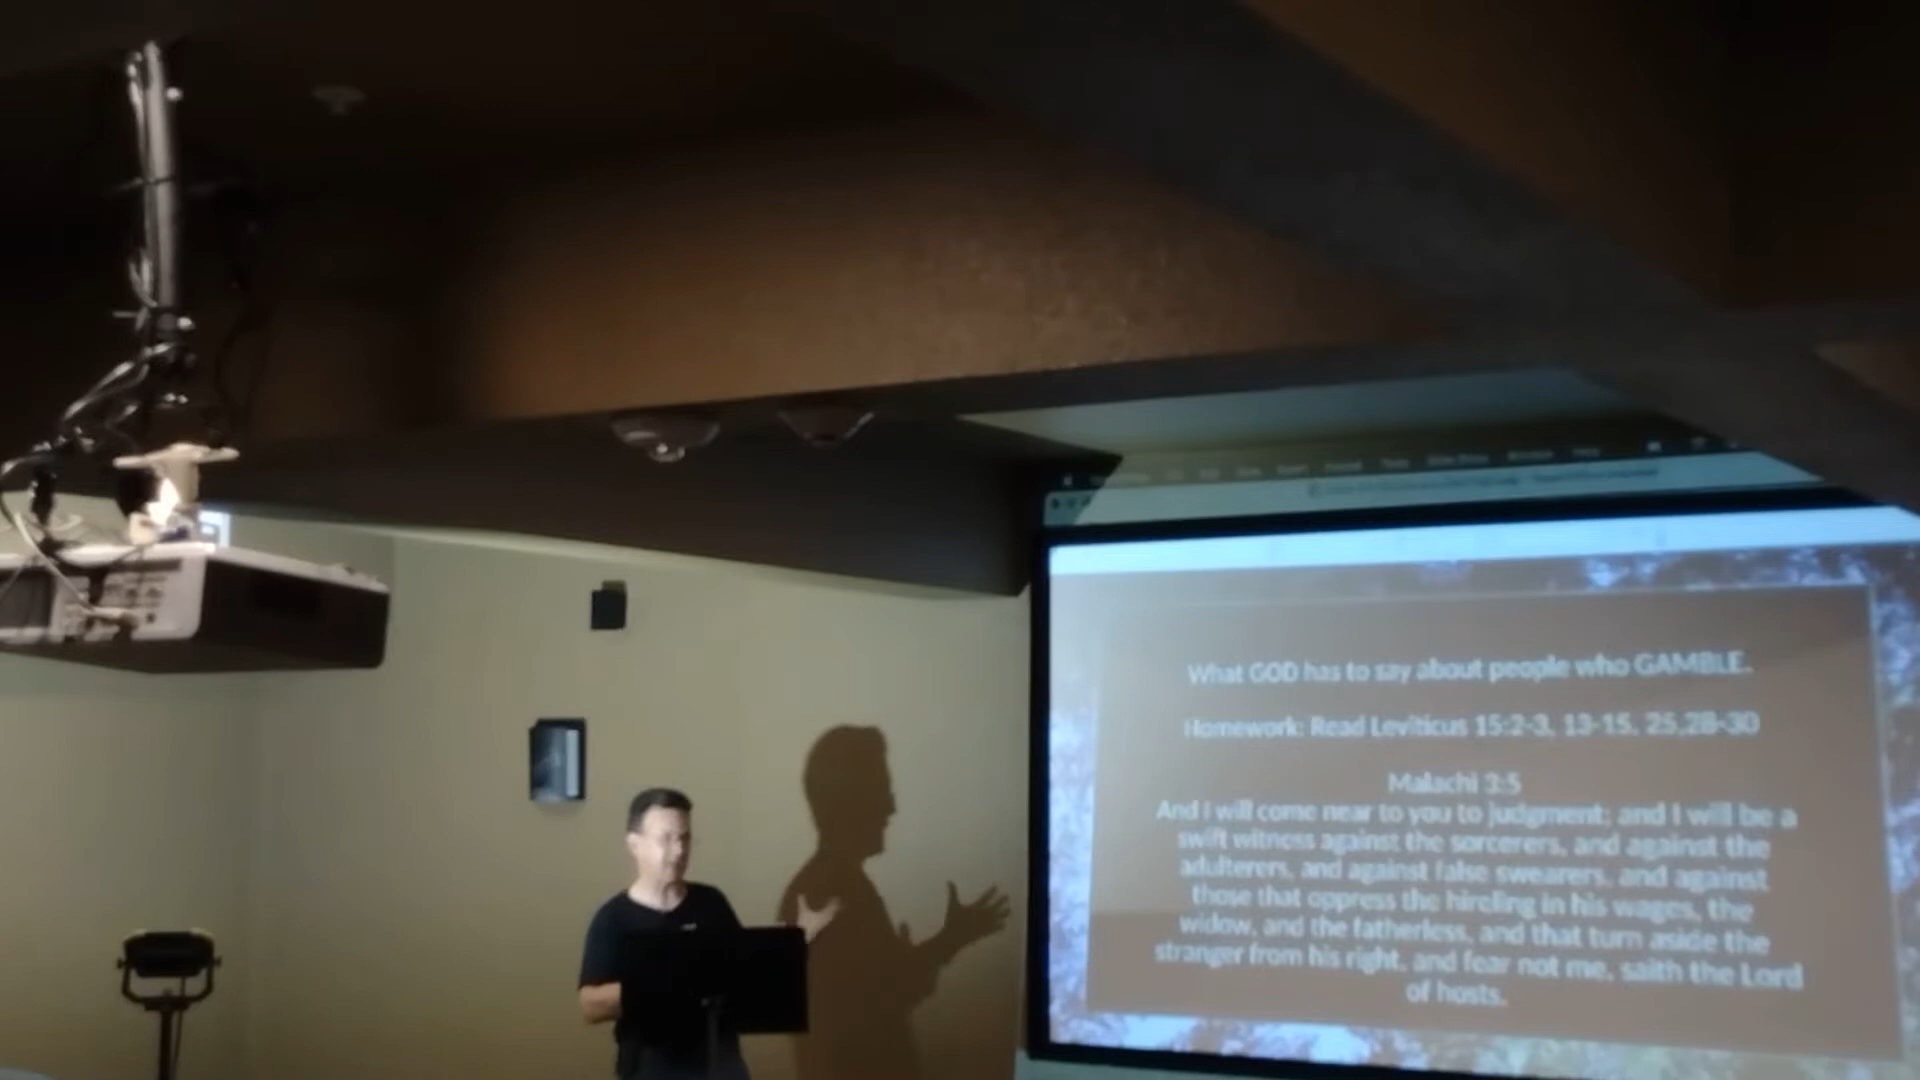 What GOD has to say about people who GAMBLE.
Homework: Read Leviticus 15:2-3, 13-15, 25,28-30
Malachi 3:5
And I will come near to you to judgment; and I will be a
swift witness against the sorcerers, and against the
adulterers, and against false swearers, and against
those that oppress the hireling in his wages, the
widow, and the fatherless, and that turn aside the
stranger from his right, and fear not me, saith the Lord
of hosts.